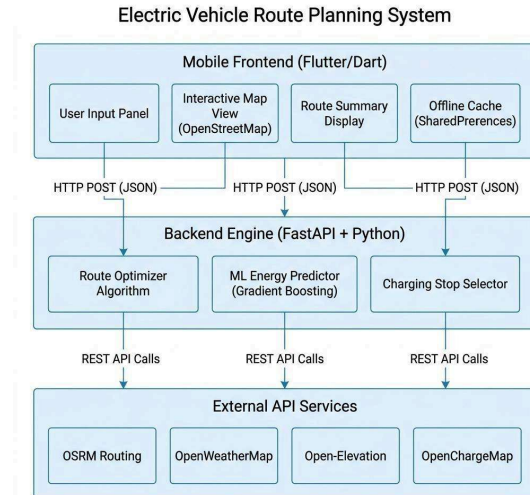 Electric Vehicle Route Planning System
Mobile Frontend (Flutter/Dart)
User Input Panel
Interactive Map
View
(OpenStreetMap)
Route Summary
Display
Offline Cache
(SharedPrerences)
HTTP POST (JSON)
HTTP POST (JSON)
HTTP POST (JSON)
Backend Engine (FastAPI + Python)
Route Optimizer
Algorithm
ML Energy Predictor
(Gradient Boosting)
Charging Stop Selector
REST API Calls
REST API Calls
REST API Calls
External API Services
OSRM Routing
OpenWeatherMap
Open-Elevation
OpenChargeMap